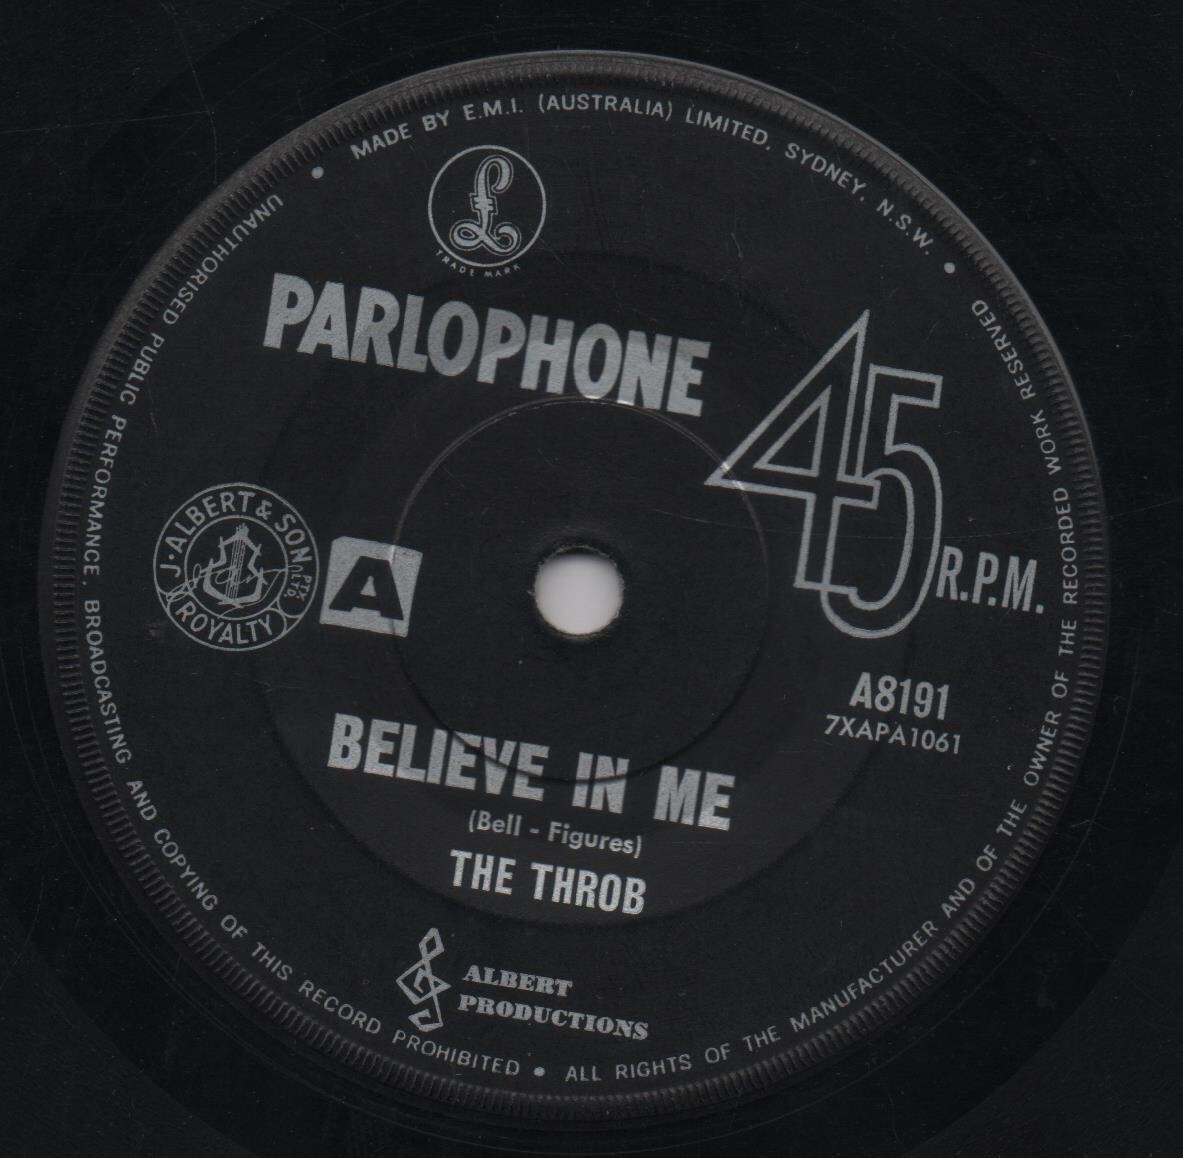 MADE BY E.M.I. (AUSTRALIA) LIMITED, SYDNEY, N.S.W. •
UNAUTHORISED PUBLIC PERFORMANCE, BROADCASTING AND COPYING OF THIS RECORD PROHIBITED • ALL RIGHTS OF THE MANUFACTURER AND OF THE OWNER OF THE RECORDED WORK RESERVED
£
TRADE MARK
PARLOPHONE
45 R.P.M.
J. ALBERT & SON PTY LTD.
ROYALTY
A
A8191
7XAPA1061
BELIEVE IN ME
(Bell - Figures)
THE THROB
ALBERT
PRODUCTIONS